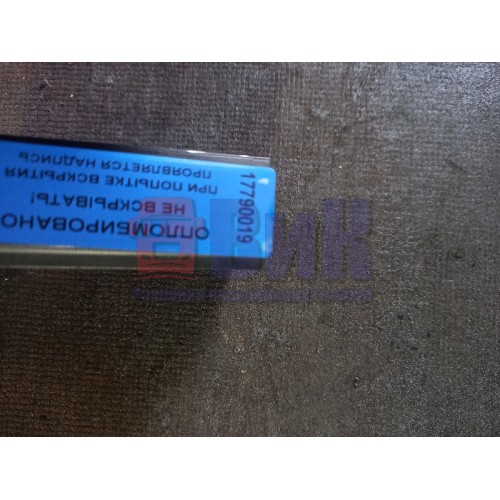 ОПЛОМБИРОВАНО
НЕ ВСКРЫВАТЬ!
ПРИ ПОПЫТКЕ ВСКРЫТИЯ
ПРОЯВЛЯЕТСЯ НАДПИСЬ
17790019
ВиК